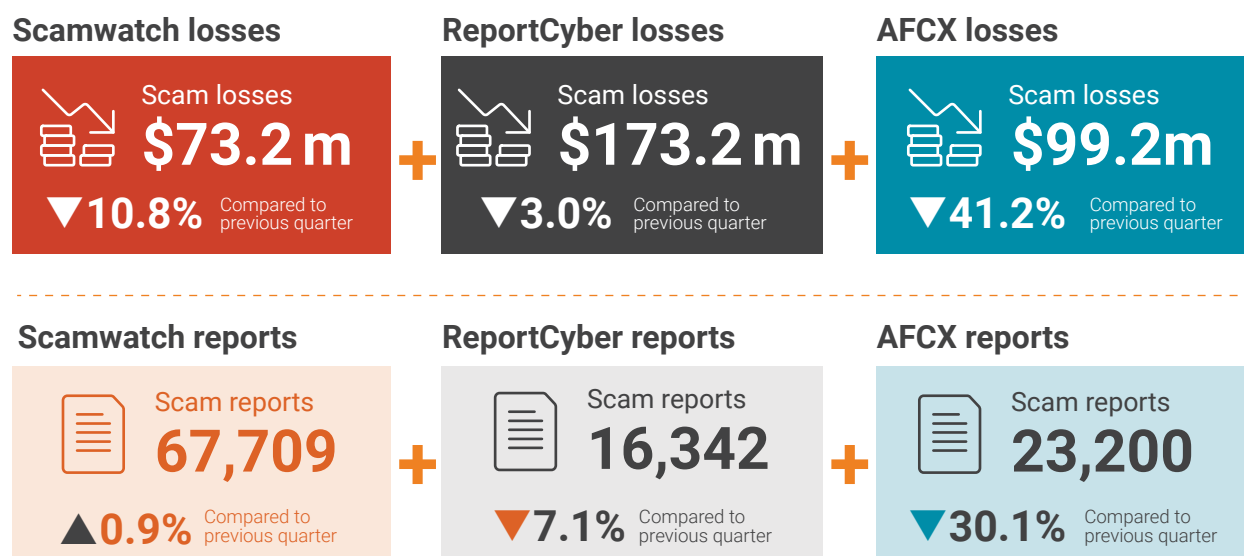 Scamwatch losses
ReportCyber losses
AFCX losses
Scam losses
$73.2 m
▼10.8%
Compared to
previous quarter
+
Scam losses
$173.2 m
▼3.0%
Compared to
previous quarter
+
Scam losses
$99.2m
▼41.2%
Compared to
previous quarter
Scamwatch reports
ReportCyber reports
AFCX reports
Scam reports
67,709
▲0.9%
Compared to
previous quarter
+
Scam reports
16,342
▼7.1%
Compared to
previous quarter
+
Scam reports
23,200
▼30.1%
Compared to
previous quarter